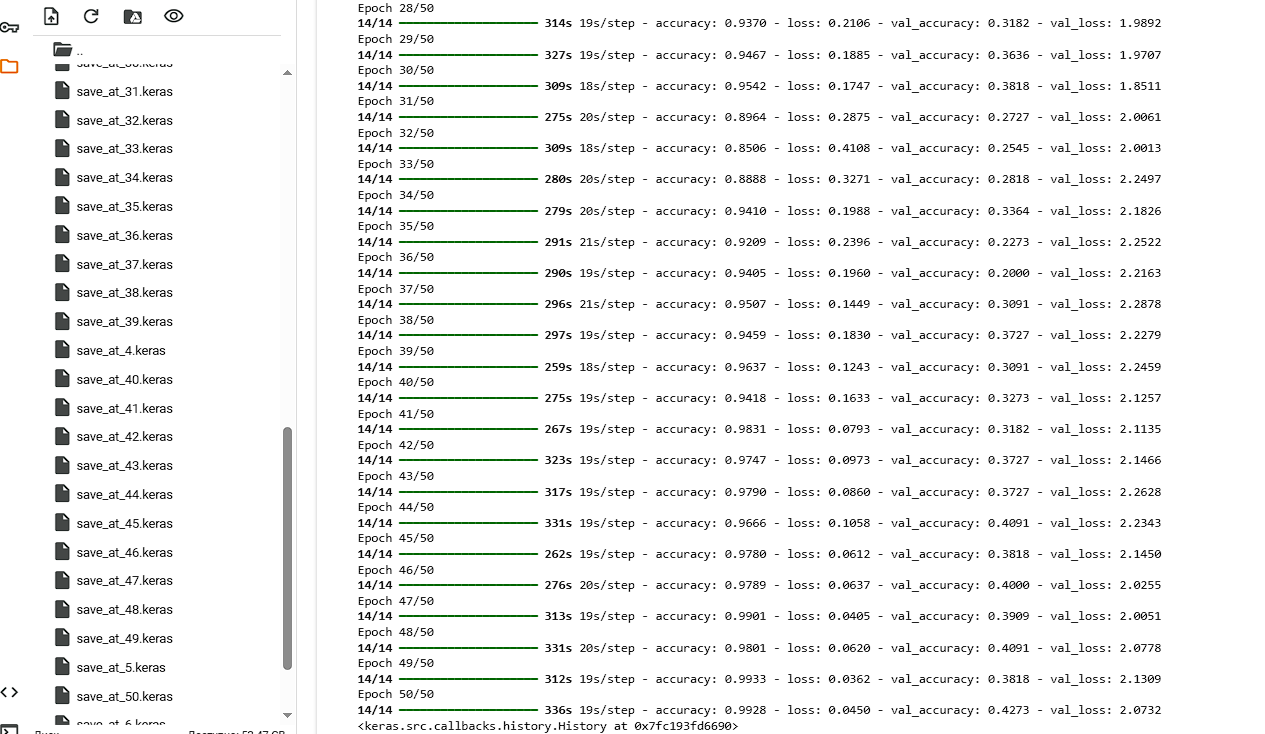 ..
save_at_30.keras
save_at_31.keras
save_at_32.keras
save_at_33.keras
save_at_34.keras
save_at_35.keras
save_at_36.keras
save_at_37.keras
save_at_38.keras
save_at_39.keras
save_at_4.keras
save_at_40.keras
save_at_41.keras
save_at_42.keras
save_at_43.keras
save_at_44.keras
save_at_45.keras
save_at_46.keras
save_at_47.keras
save_at_48.keras
save_at_49.keras
save_at_5.keras
save_at_50.keras
save_at_6.keras
Диск
Доступно: 52.47 GB
Epoch 28/50
14/14 314s 19s/step - accuracy: 0.9370 - loss: 0.2106 - val_accuracy: 0.3182 - val_loss: 1.9892
Epoch 29/50
14/14 327s 19s/step - accuracy: 0.9467 - loss: 0.1885 - val_accuracy: 0.3636 - val_loss: 1.9707
Epoch 30/50
14/14 309s 18s/step - accuracy: 0.9542 - loss: 0.1747 - val_accuracy: 0.3818 - val_loss: 1.8511
Epoch 31/50
14/14 275s 20s/step - accuracy: 0.8964 - loss: 0.2875 - val_accuracy: 0.2727 - val_loss: 2.0061
Epoch 32/50
14/14 309s 18s/step - accuracy: 0.8506 - loss: 0.4108 - val_accuracy: 0.2545 - val_loss: 2.0013
Epoch 33/50
14/14 280s 20s/step - accuracy: 0.8888 - loss: 0.3271 - val_accuracy: 0.2818 - val_loss: 2.2497
Epoch 34/50
14/14 279s 20s/step - accuracy: 0.9410 - loss: 0.1988 - val_accuracy: 0.3364 - val_loss: 2.1826
Epoch 35/50
14/14 291s 21s/step - accuracy: 0.9209 - loss: 0.2396 - val_accuracy: 0.2273 - val_loss: 2.2522
Epoch 36/50
14/14 290s 19s/step - accuracy: 0.9405 - loss: 0.1960 - val_accuracy: 0.2000 - val_loss: 2.2163
Epoch 37/50
14/14 296s 21s/step - accuracy: 0.9507 - loss: 0.1449 - val_accuracy: 0.3091 - val_loss: 2.2878
Epoch 38/50
14/14 297s 19s/step - accuracy: 0.9459 - loss: 0.1830 - val_accuracy: 0.3727 - val_loss: 2.2279
Epoch 39/50
14/14 259s 18s/step - accuracy: 0.9637 - loss: 0.1243 - val_accuracy: 0.3091 - val_loss: 2.2459
Epoch 40/50
14/14 275s 19s/step - accuracy: 0.9418 - loss: 0.1633 - val_accuracy: 0.3273 - val_loss: 2.1257
Epoch 41/50
14/14 267s 19s/step - accuracy: 0.9831 - loss: 0.0793 - val_accuracy: 0.3182 - val_loss: 2.1135
Epoch 42/50
14/14 323s 19s/step - accuracy: 0.9747 - loss: 0.0973 - val_accuracy: 0.3727 - val_loss: 2.1466
Epoch 43/50
14/14 317s 19s/step - accuracy: 0.9790 - loss: 0.0860 - val_accuracy: 0.3727 - val_loss: 2.2628
Epoch 44/50
14/14 331s 19s/step - accuracy: 0.9666 - loss: 0.1058 - val_accuracy: 0.4091 - val_loss: 2.2343
Epoch 45/50
14/14 262s 19s/step - accuracy: 0.9780 - loss: 0.0612 - val_accuracy: 0.3818 - val_loss: 2.1450
Epoch 46/50
14/14 276s 20s/step - accuracy: 0.9789 - loss: 0.0637 - val_accuracy: 0.4000 - val_loss: 2.0255
Epoch 47/50
14/14 313s 19s/step - accuracy: 0.9901 - loss: 0.0405 - val_accuracy: 0.3909 - val_loss: 2.0051
Epoch 48/50
14/14 331s 20s/step - accuracy: 0.9801 - loss: 0.0620 - val_accuracy: 0.4091 - val_loss: 2.0778
Epoch 49/50
14/14 312s 19s/step - accuracy: 0.9933 - loss: 0.0362 - val_accuracy: 0.3818 - val_loss: 2.1309
Epoch 50/50
14/14 336s 19s/step - accuracy: 0.9928 - loss: 0.0450 - val_accuracy: 0.4273 - val_loss: 2.0732
<keras.src.callbacks.history.History at 0x7fc193fd6690>